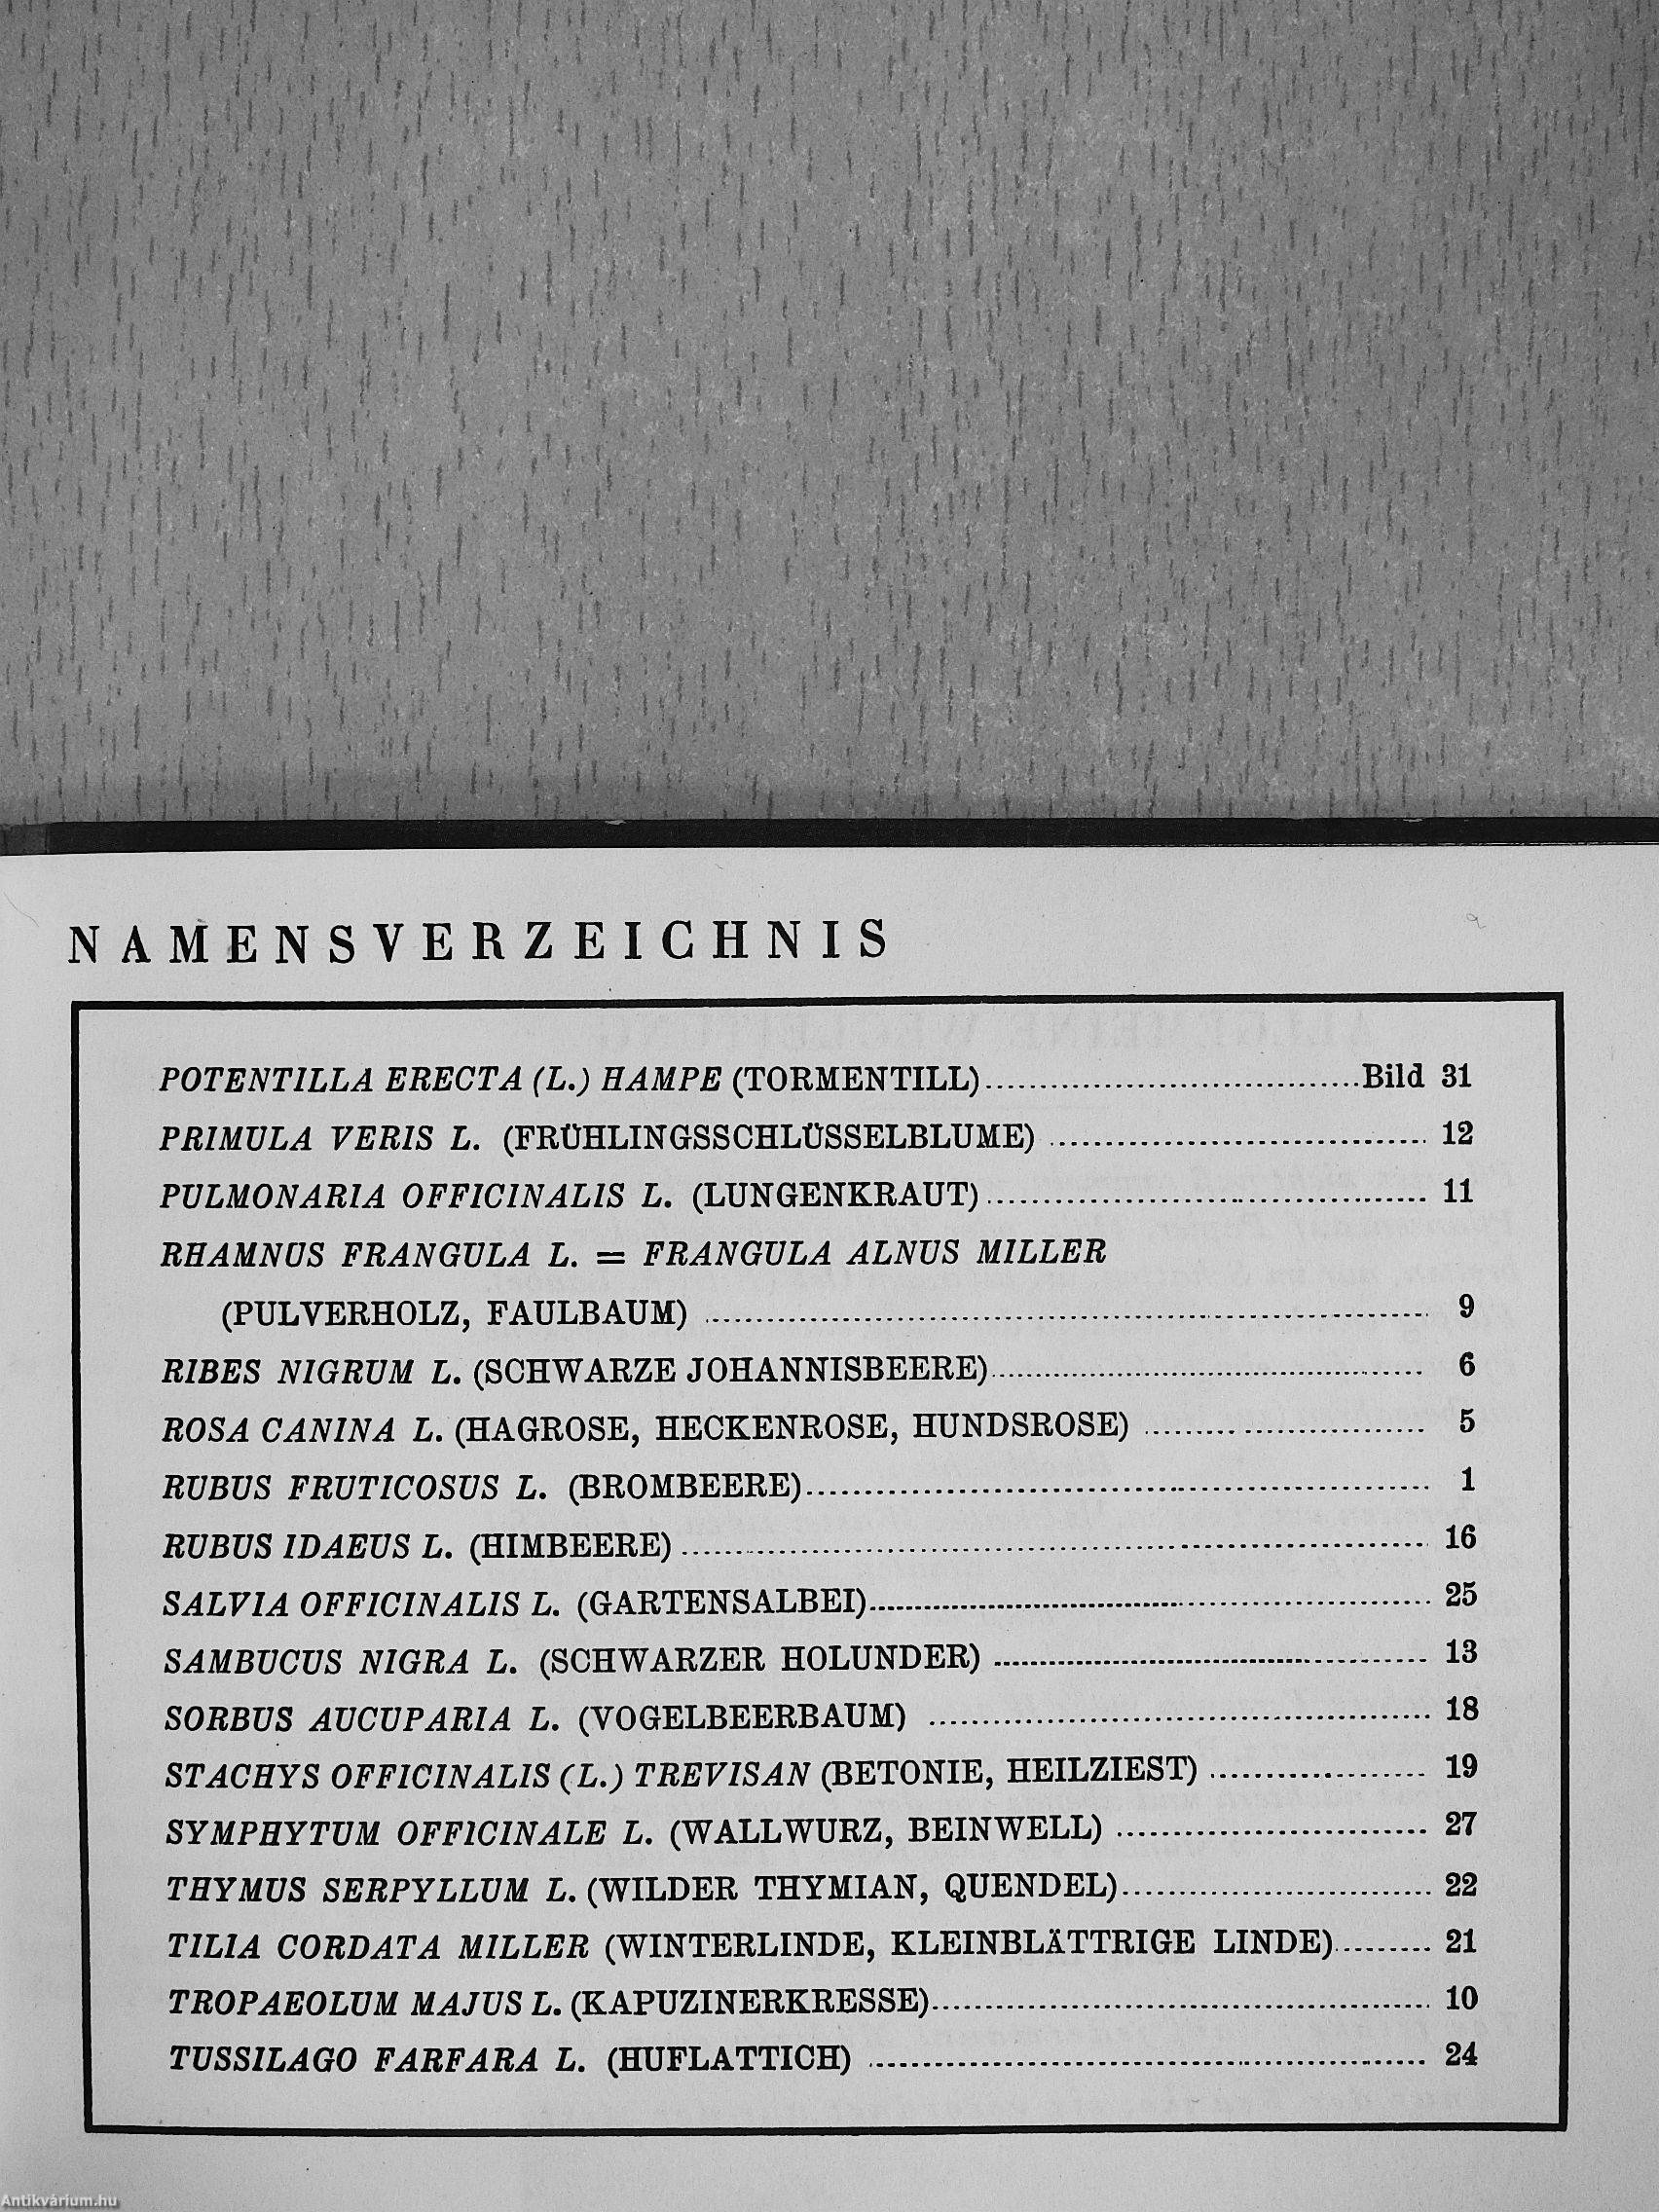 NAMENSVERZEICHNIS
POTENTILLA ERECTA (L.) HAMPE (TORMENTILL)....................Bild 31
PRIMULA VERIS L. (FRÜHLINGSSCHLÜSSELBLUME) .................... 12
PULMONARIA OFFICINALIS L. (LUNGENKRAUT).................... 11
RHAMNUS FRANGULA L. = FRANGULA ALNUS MILLER
(PULVERHOLZ, FAULBAUM) .................... 9
RIBES NIGRUM L. (SCHWARZE JOHANNISBEERE).................... 6
ROSA CANINA L. (HAGROSE, HECKENROSE, HUNDSROSE) .................... 5
RUBUS FRUTICOSUS L. (BROMBEERE).................... 1
RUBUS IDAEUS L. (HIMBEERE) .................... 16
SALVIA OFFICINALIS L. (GARTENSALBEI).................... 25
SAMBUCUS NIGRA L. (SCHWARZER HOLUNDER) .................... 13
SORBUS AUCUPARIA L. (VOGELBEERBAUM) .................... 18
STACHYS OFFICINALIS (L.) TREVISAN (BETONIE, HEILZIEST) .................... 19
SYMPHYTUM OFFICINALE L. (WALLWURZ, BEINWELL) .................... 27
THYMUS SERPYLLUM L. (WILDER THYMIAN, QUENDEL).................... 22
TILIA CORDATA MILLER (WINTERLINDE, KLEINBLÄTTRIGE LINDE).......... 21
TROPAEOLUM MAJUS L. (KAPUZINERKRESSE).................... 10
TUSSILAGO FARFARA L. (HUFLATTICH) .................... 24
Antikvárium.hu